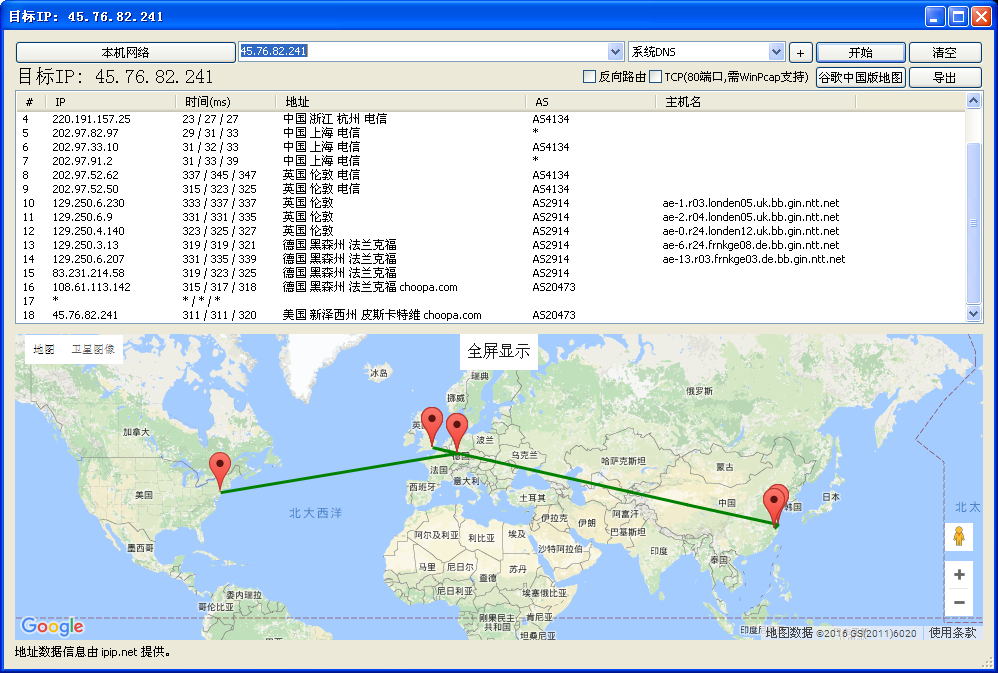 目标IP: 45.76.82.241
本机网络 45.76.82.241 系统DNS + 开始 清空
目标IP: 45.76.82.241 反向路由 TCP(80端口,需WinPcap支持) 谷歌中国版地图 导出
# IP 时间(ms) 地址 AS 主机名
4 220.191.157.25 23 / 27 / 27 中国 浙江 杭州 电信 AS4134
5 202.97.82.97 29 / 31 / 33 中国 上海 电信 *
6 202.97.33.10 31 / 32 / 33 中国 上海 电信 AS4134
7 202.97.91.2 31 / 33 / 39 中国 上海 电信 *
8 202.97.52.62 337 / 345 / 347 英国 伦敦 电信 AS4134
9 202.97.52.50 315 / 323 / 325 英国 伦敦 电信 AS4134
10 129.250.6.230 333 / 337 / 337 英国 伦敦 AS2914 ae-1.r03.londen05.uk.bb.gin.ntt.net
11 129.250.6.9 331 / 331 / 335 英国 伦敦 AS2914 ae-2.r04.londen05.uk.bb.gin.ntt.net
12 129.250.4.140 323 / 325 / 327 英国 伦敦 AS2914 ae-0.r24.londen12.uk.bb.gin.ntt.net
13 129.250.3.13 319 / 319 / 321 德国 黑森州 法兰克福 AS2914 ae-6.r24.frnkge08.de.bb.gin.ntt.net
14 129.250.6.207 331 / 335 / 339 德国 黑森州 法兰克福 AS2914 ae-13.r03.frnkge03.de.bb.gin.ntt.net
15 83.231.214.58 319 / 323 / 325 德国 黑森州 法兰克福 AS2914
16 108.61.113.142 315 / 317 / 318 德国 黑森州 法兰克福 choopa.com AS20473
17 * * / * / *
18 45.76.82.241 311 / 311 / 320 美国 新泽西州 皮斯卡特维 choopa.com AS20473
地图 卫星图像 全屏显示
冰岛 瑞典
挪威 俄罗斯
加拿大 英 波兰
德国 乌克兰
法国 哈萨克斯坦 蒙古
美国 西班牙 意大利 土耳其 中国 韩国 日本
北大西洋 伊拉克 伊朗 阿富汗 北太
墨西哥 阿尔及利亚 利比亚 埃及 巴基斯坦
沙特阿拉伯 印度 泰国
马里 尼日尔 乍得 苏丹
委内瑞拉 尼日利亚 埃塞俄比亚
哥伦比亚 刚果民主共和国 肯尼亚
坦桑尼亚
+
−
Google 地图数据 ©2016 GS(2011)6020 使用条款
地址数据信息由 ipip.net 提供。